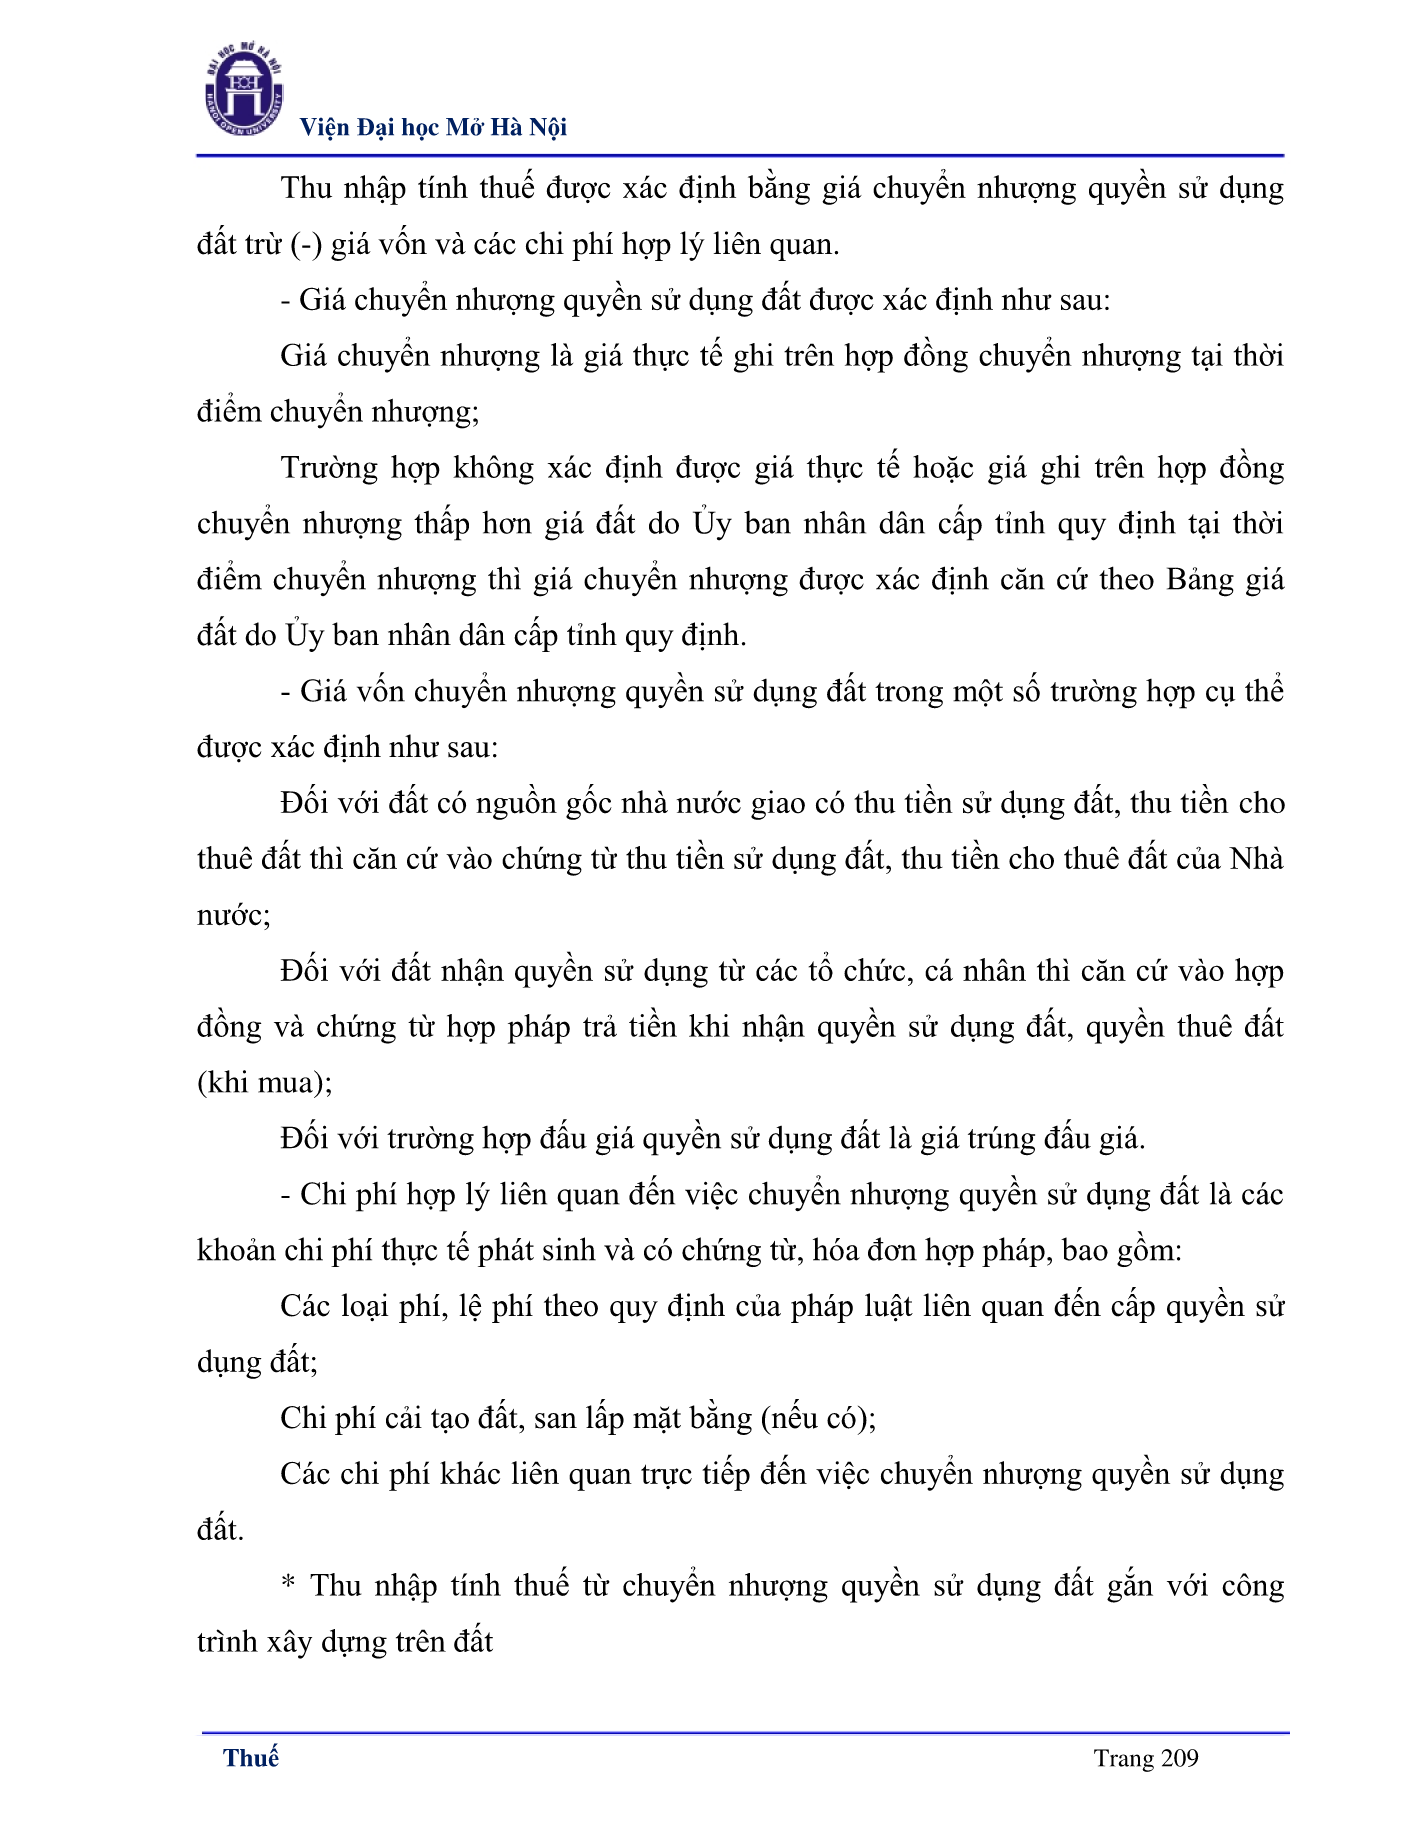 ĐẠI HỌC MỞ HÀ NỘI
HANOI OPEN UNIVERSITY
Viện Đại học Mở Hà Nội
Thu nhập tính thuế được xác định bằng giá chuyển nhượng quyền sử dụng
đất trừ (-) giá vốn và các chi phí hợp lý liên quan.
- Giá chuyển nhượng quyền sử dụng đất được xác định như sau:
Giá chuyển nhượng là giá thực tế ghi trên hợp đồng chuyển nhượng tại thời
điểm chuyển nhượng;
Trường hợp không xác định được giá thực tế hoặc giá ghi trên hợp đồng
chuyển nhượng thấp hơn giá đất do Ủy ban nhân dân cấp tỉnh quy định tại thời
điểm chuyển nhượng thì giá chuyển nhượng được xác định căn cứ theo Bảng giá
đất do Ủy ban nhân dân cấp tỉnh quy định.
- Giá vốn chuyển nhượng quyền sử dụng đất trong một số trường hợp cụ thể
được xác định như sau:
Đối với đất có nguồn gốc nhà nước giao có thu tiền sử dụng đất, thu tiền cho
thuê đất thì căn cứ vào chứng từ thu tiền sử dụng đất, thu tiền cho thuê đất của Nhà
nước;
Đối với đất nhận quyền sử dụng từ các tổ chức, cá nhân thì căn cứ vào hợp
đồng và chứng từ hợp pháp trả tiền khi nhận quyền sử dụng đất, quyền thuê đất
(khi mua);
Đối với trường hợp đấu giá quyền sử dụng đất là giá trúng đấu giá.
- Chi phí hợp lý liên quan đến việc chuyển nhượng quyền sử dụng đất là các
khoản chi phí thực tế phát sinh và có chứng từ, hóa đơn hợp pháp, bao gồm:
Các loại phí, lệ phí theo quy định của pháp luật liên quan đến cấp quyền sử
dụng đất;
Chi phí cải tạo đất, san lấp mặt bằng (nếu có);
Các chi phí khác liên quan trực tiếp đến việc chuyển nhượng quyền sử dụng
đất.
* Thu nhập tính thuế từ chuyển nhượng quyền sử dụng đất gắn với công
trình xây dựng trên đất
Thuế
Trang 209